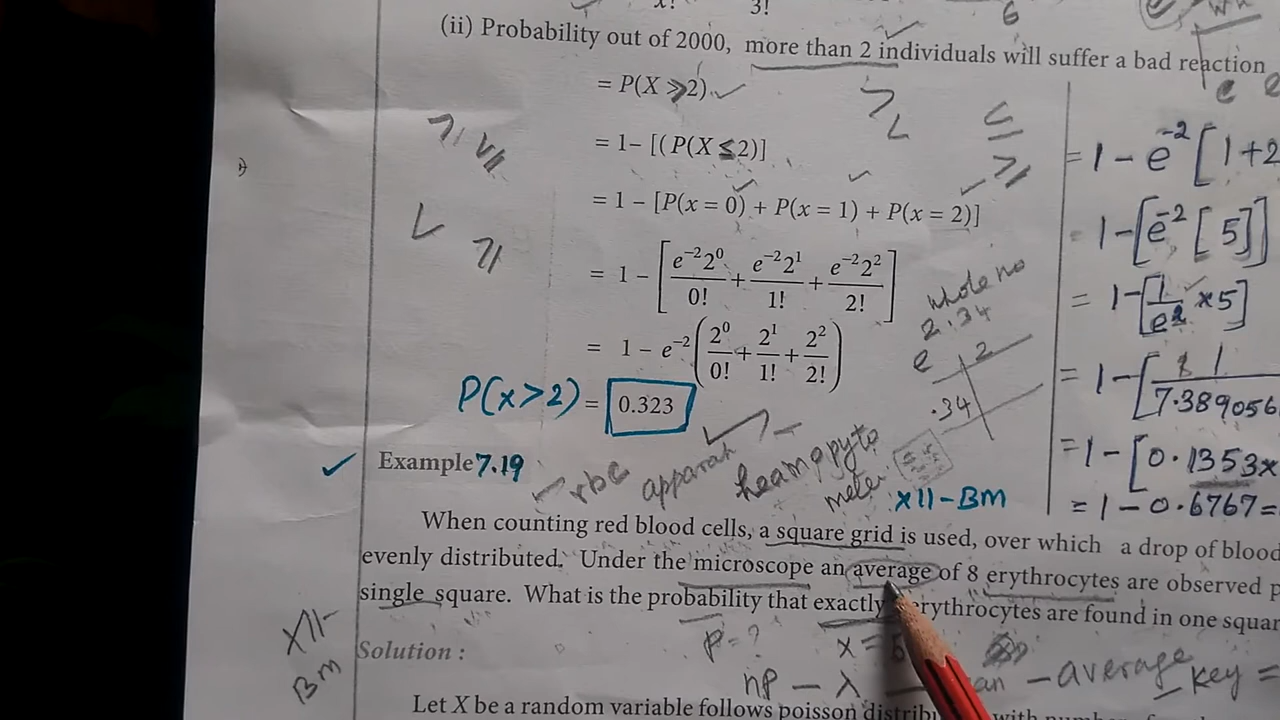 3!
6
(ii) Probability out of 2000, more than 2 individuals will suffer a bad reaction
= P(X ⩾2)
= 1– [(P(X ≤2)]
= 1 – [P(x = 0) + P(x = 1) + P(x = 2)]
= 1 – [e⁻²2⁰/0! + e⁻²2¹/1! + e⁻²2²/2!]
= 1 – e⁻²(2⁰/0! + 2¹/1! + 2²/2!)
P(x>2) = 0.323
whole no
2.34
e 2
.34
= 1 – e⁻² [1+2
= 1-[e⁻² [5]]
= 1-[1/e² ×5]
= 1-[1/7.389056
= 1-[0.1353x
= 1-0.6767=
Example 7.19
rbc
meter
XII-BM
When counting red blood cells, a square grid is used, over which a drop of blood
evenly distributed. Under the microscope an average of 8 erythrocytes are observed p
single square. What is the probability that exactly erythrocytes are found in one squar
p=? x =
XII-
BM
Solution :
np – λ – – average – key =
Let X be a random variable follows poisson distrib with